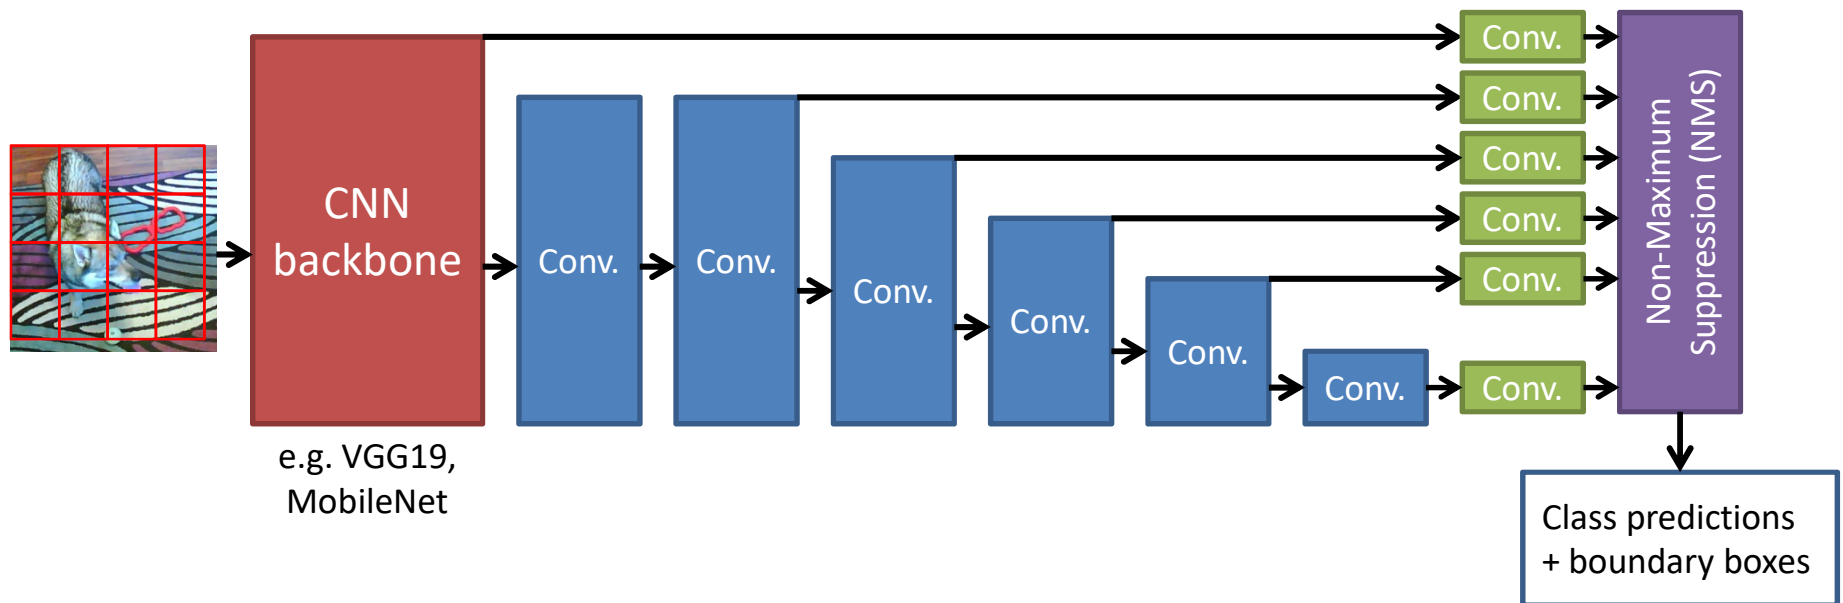 CNN
backbone
e.g. VGG19,
MobileNet
Conv.
Conv.
Conv.
Conv.
Conv.
Conv.
Conv.
Conv.
Conv.
Conv.
Conv.
Conv.
Non-Maximum
Suppression (NMS)
Class predictions
+ boundary boxes